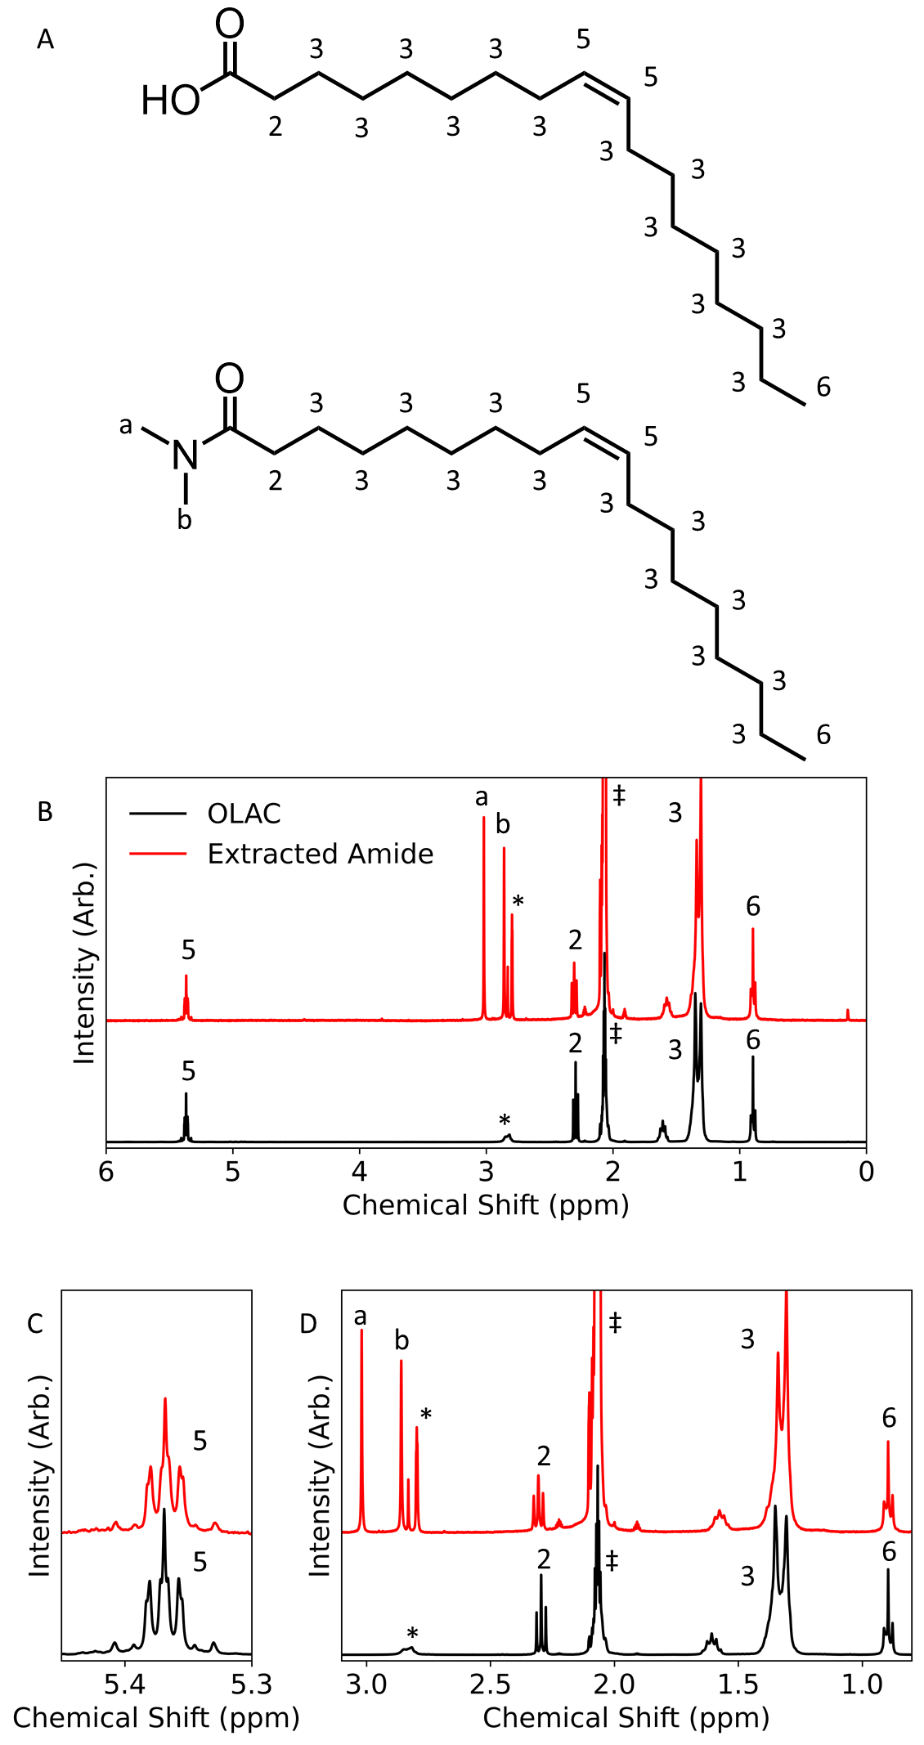 A
O
HO
3 3 3 5
5
2 3 3 3
3 3
3 3
3 3
3 6
O
a N
b
3 3 3 5
5
2 3 3 3
3 3
3 3
3 3
3 6
B
OLAC
Extracted Amide
a
b
*
5
2
‡
3
6
5
*
2
‡
3
6
Intensity (Arb.)
6 5 4 3 2 1 0
Chemical Shift (ppm)
C
5
5
Intensity (Arb.)
5.4 5.3
Chemical Shift (ppm)
D
a
b
*
2
‡
3
6
*
2
‡
3
6
Intensity (Arb.)
3.0 2.5 2.0 1.5 1.0
Chemical Shift (ppm)